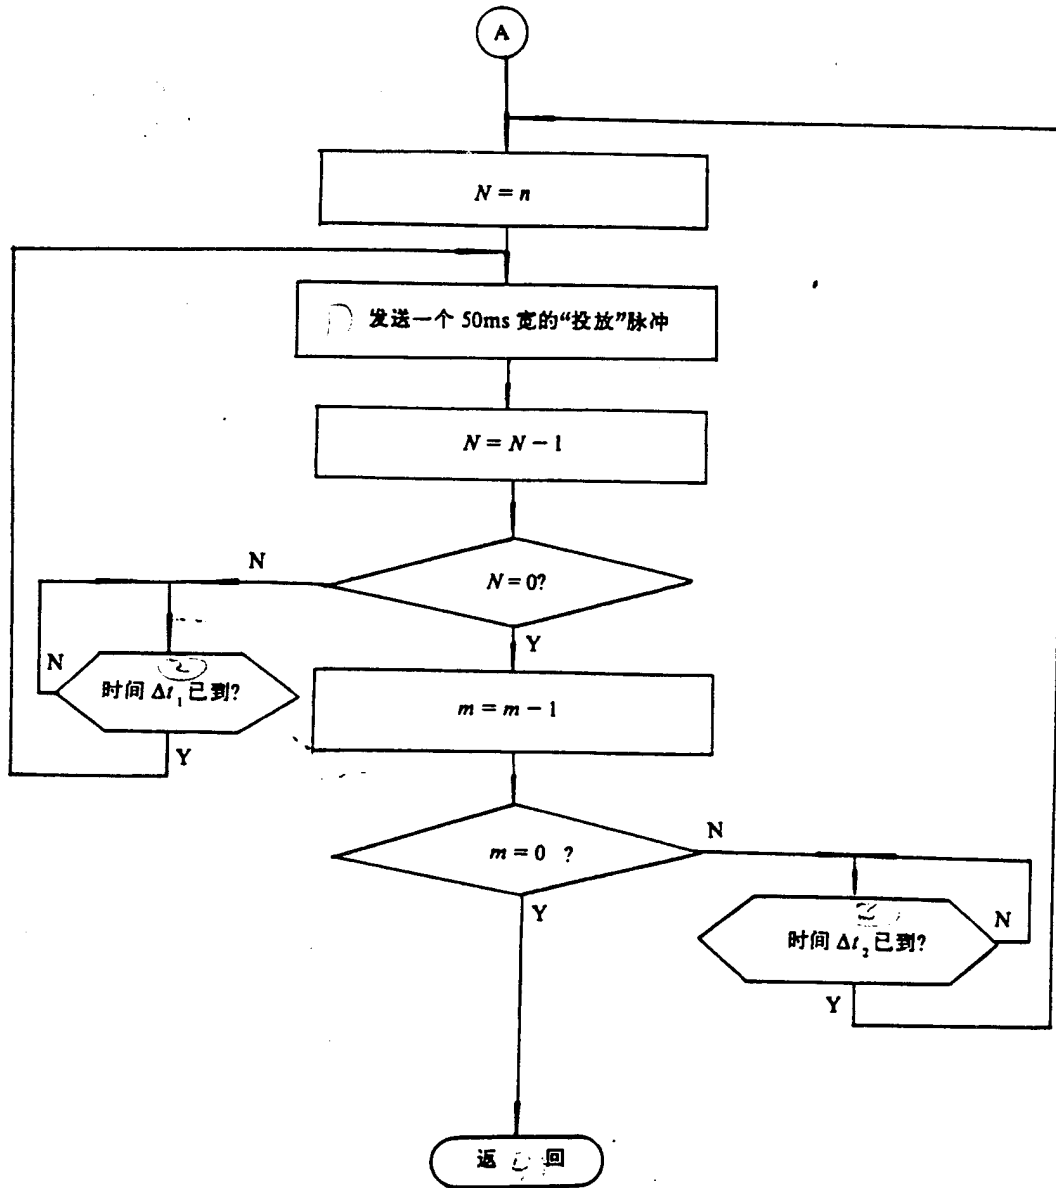 A
N = n
发送一个 50ms 宽的“投放”脉冲
N = N - 1
N
N = 0?
Y
N
时间 Δt₁ 已到?
Y
m = m - 1
m = 0 ?
N
Y
时间 Δt₂ 已到?
N
Y
返 回